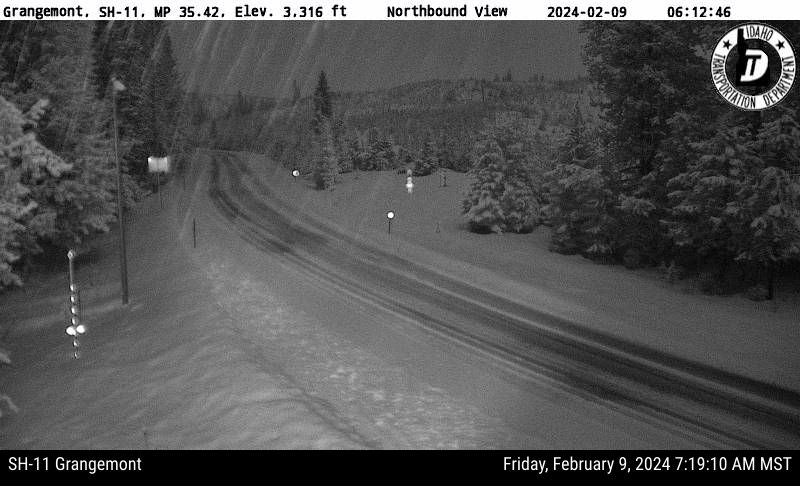 Grangemont, SH-11, MP 35.42, Elev. 3,316 ft Northbound View 2024-02-09 06:12:46
IDAHO
TRANSPORTATION DEPARTMENT
SH-11 Grangemont Friday, February 9, 2024 7:19:10 AM MST